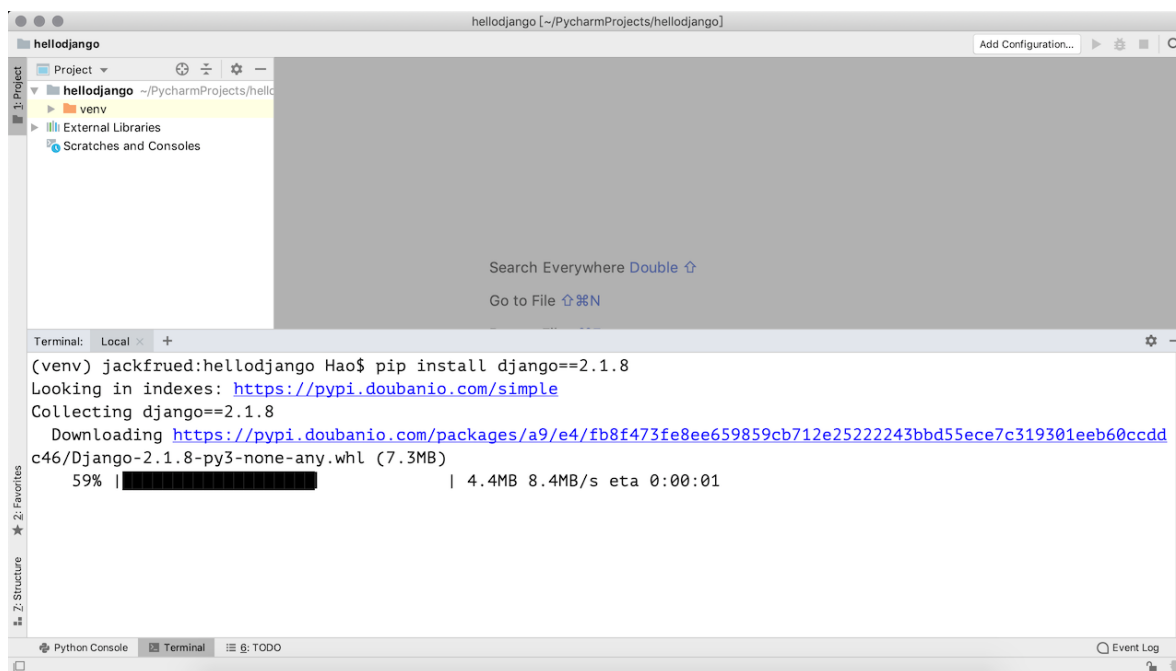 hellodjango [~/PycharmProjects/hellodjango]
hellodjango
Add Configuration...
1: Project
Project
hellodjango ~/PycharmProjects/hellc
venv
External Libraries
Scratches and Consoles
Search Everywhere Double ⇧
Go to File ⇧⌘N
Terminal: Local × +
(venv) jackfrued:hellodjango Hao$ pip install django==2.1.8
Looking in indexes: https://pypi.doubanio.com/simple
Collecting django==2.1.8
Downloading https://pypi.doubanio.com/packages/a9/e4/fb8f473fe8ee659859cb712e25222243bbd55ece7c319301eeb60ccdd
c46/Django-2.1.8-py3-none-any.whl (7.3MB)
59% |████████████████████ | 4.4MB 8.4MB/s eta 0:00:01
2: Favorites
7: Structure
Python Console Terminal 6: TODO Event Log